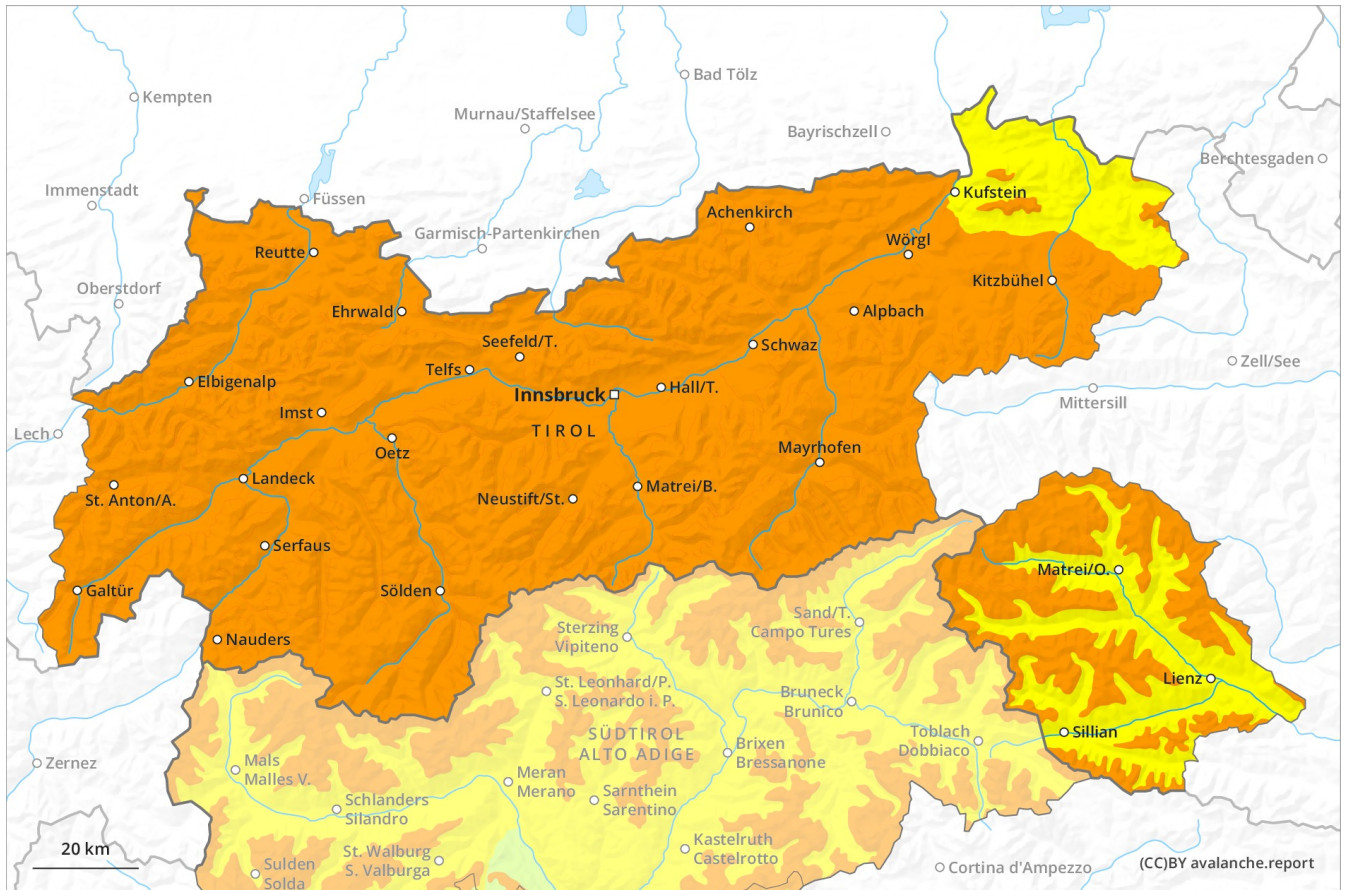 Bad Tölz
Kempten
Murnau/Staffelsee
Bayrischzell
Berchtesgaden
Immenstadt
Füssen
Kufstein
Achenkirch
Garmisch-Partenkirchen
Wörgl
Reutte
Kitzbühel
Oberstdorf
Ehrwald
Alpbach
Seefeld/T.
Schwaz
Zell/See
Telfs
Elbigenalp
Innsbruck
Hall/T.
Mittersill
Imst
TIROL
Lech
Oetz
Mayrhofen
Landeck
St. Anton/A.
Neustift/St.
Matrei/B.
Serfaus
Matrei/O.
Galtür
Sölden
Sand/T.
Campo Tures
Sterzing
Vipiteno
Nauders
Lienz
St. Leonhard/P.
S. Leonardo i. P.
Bruneck
Brunico
SÜDTIROL
ALTO ADIGE
Toblach
Dobbiaco
Sillian
Brixen
Bressanone
Zernez
Mals
Malles V.
Meran
Merano
Sarnthein
Sarentino
Schlanders
Silandro
Kastelruth
Castelrotto
20 km
St. Walburg
S. Valburga
Sulden
Solda
Cortina d'Ampezzo
(CC)BY avalanche.report